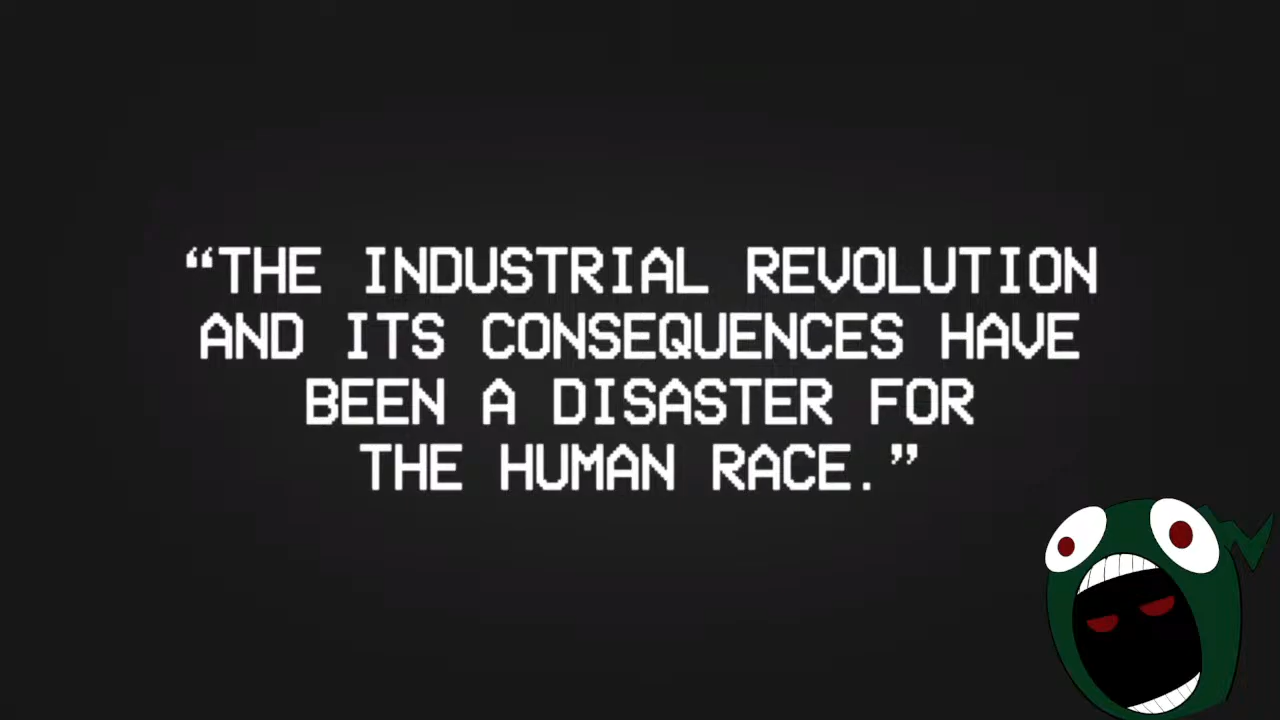 “THE INDUSTRIAL REVOLUTION
AND ITS CONSEQUENCES HAVE
BEEN A DISASTER FOR
THE HUMAN RACE.”